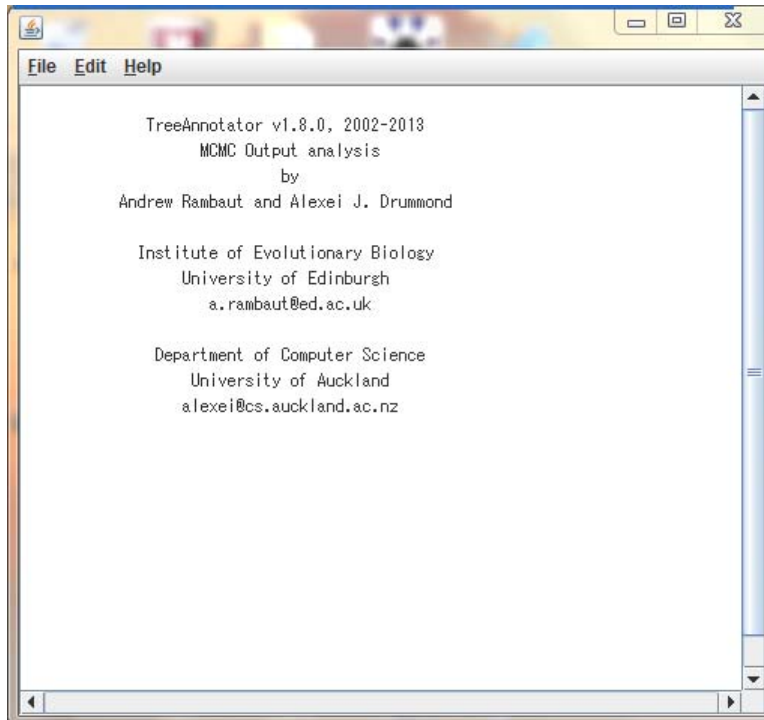 File Edit Help
TreeAnnotator v1.8.0, 2002-2013
MCMC Output analysis
by
Andrew Rambaut and Alexei J. Drummond
Institute of Evolutionary Biology
University of Edinburgh
a.rambaut@ed.ac.uk
Department of Computer Science
University of Auckland
alexei@cs.auckland.ac.nz